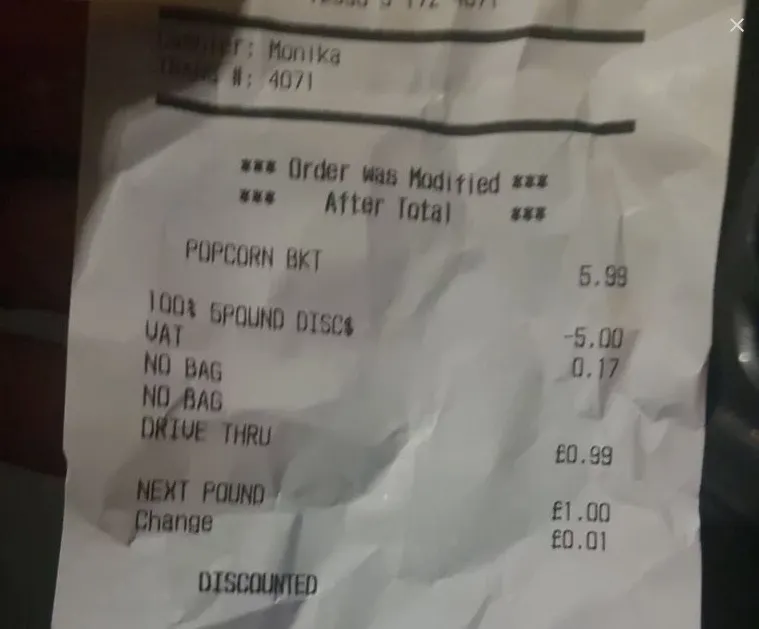 Cashier: Monika
#: 4071
*** Order was Modified ***
*** After Total ***
POPCORN BKT 5.99
100% 5POUND DISC$ -5.00
VAT 0.17
NO BAG
NO BAG
DRIVE THRU £0.99
NEXT POUND £1.00
Change £0.01
DISCOUNTED